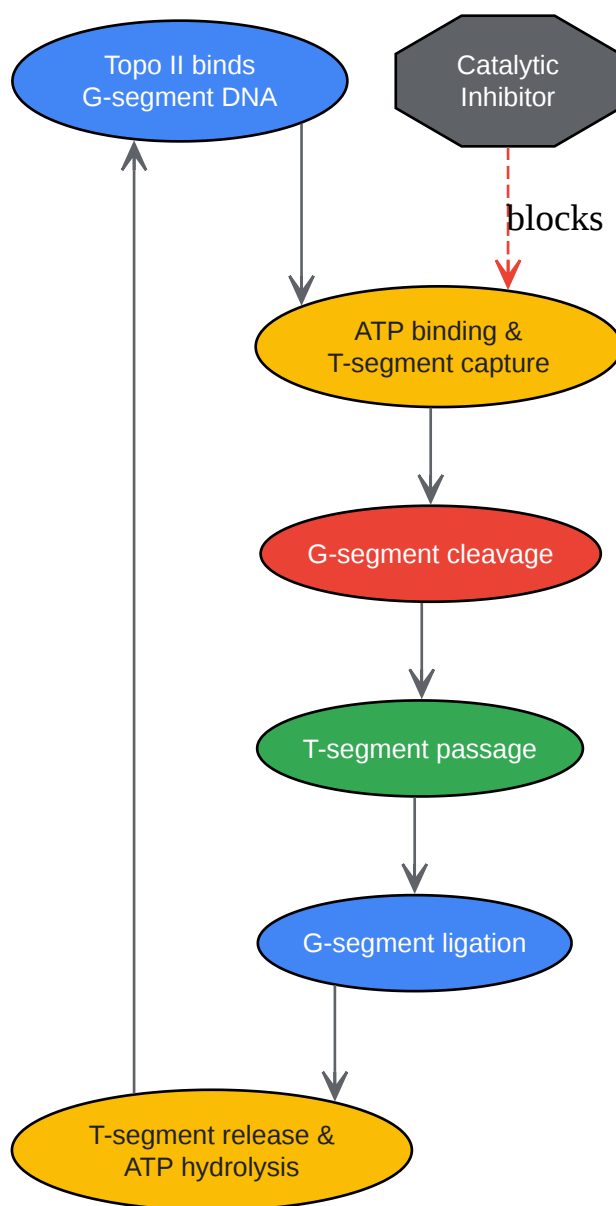 Topo II binds
G-segment DNA
Catalytic
Inhibitor
blocks
ATP binding &
T-segment capture
G-segment cleavage
T-segment passage
G-segment ligation
T-segment release &
ATP hydrolysis